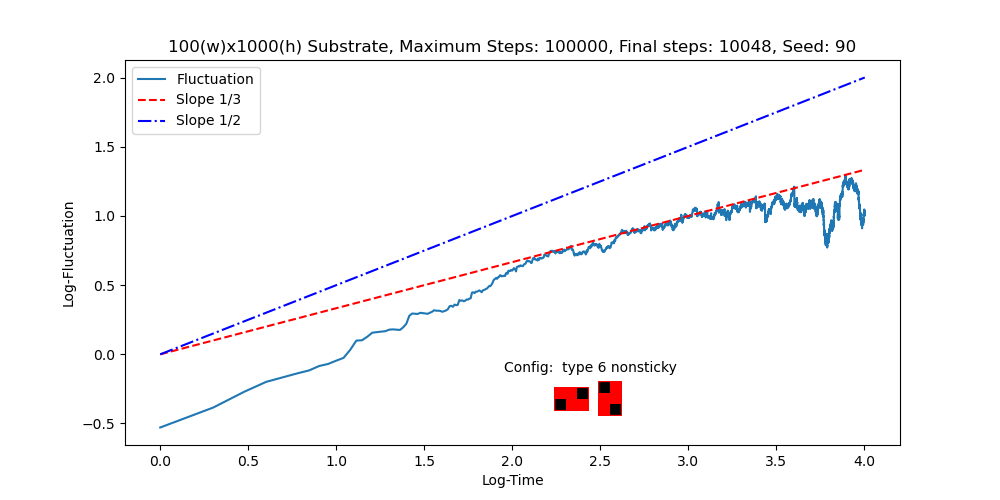 100(w)x1000(h) Substrate, Maximum Steps: 100000, Final steps: 10048, Seed: 90
Fluctuation
Slope 1/3
Slope 1/2
2.0
1.5
1.0
0.5
0.0
−0.5
Log-Fluctuation
Config:  type 6 nonsticky
0.0 0.5 1.0 1.5 2.0 2.5 3.0 3.5 4.0
Log-Time